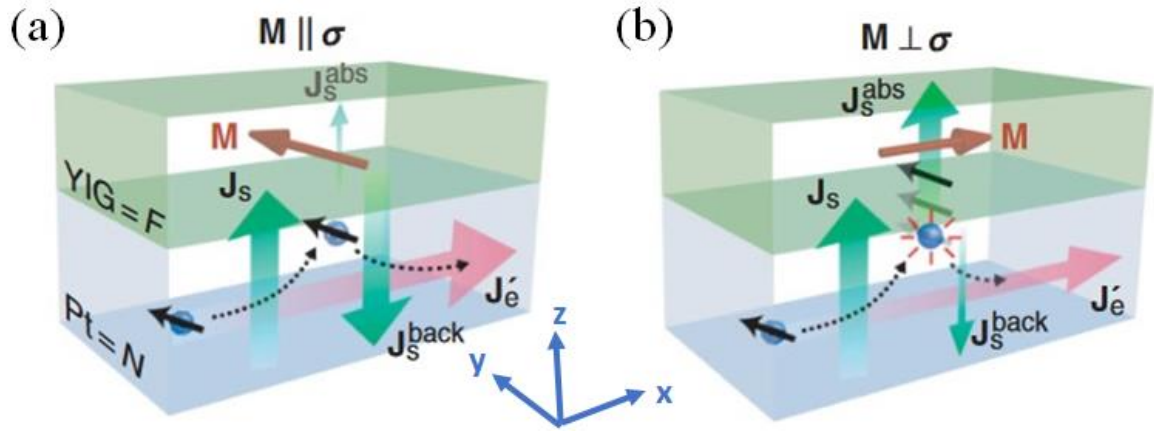 (a)
M || σ
J_s^abs
M
J_s
YIG = F
Pt = N
J_e´
J_s^back
z
y
x
(b)
M ⊥ σ
J_s^abs
M
J_s
J_e´
J_s^back